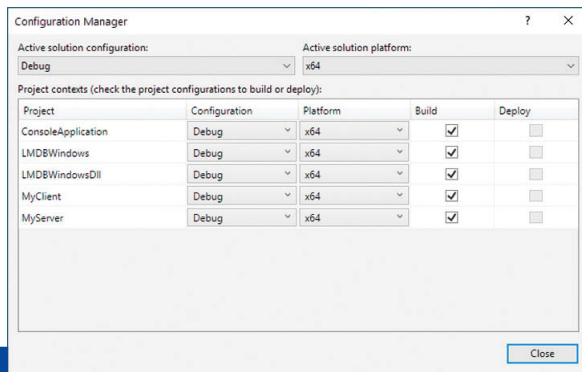 Configuration Manager ? ×
Active solution configuration: Active solution platform:
Debug x64
Project contexts (check the project configurations to build or deploy):
Project Configuration Platform Build Deploy
ConsoleApplication Debug x64
LMDBWindows Debug x64
LMDBWindowsDll Debug x64
MyClient Debug x64
MyServer Debug x64
Close